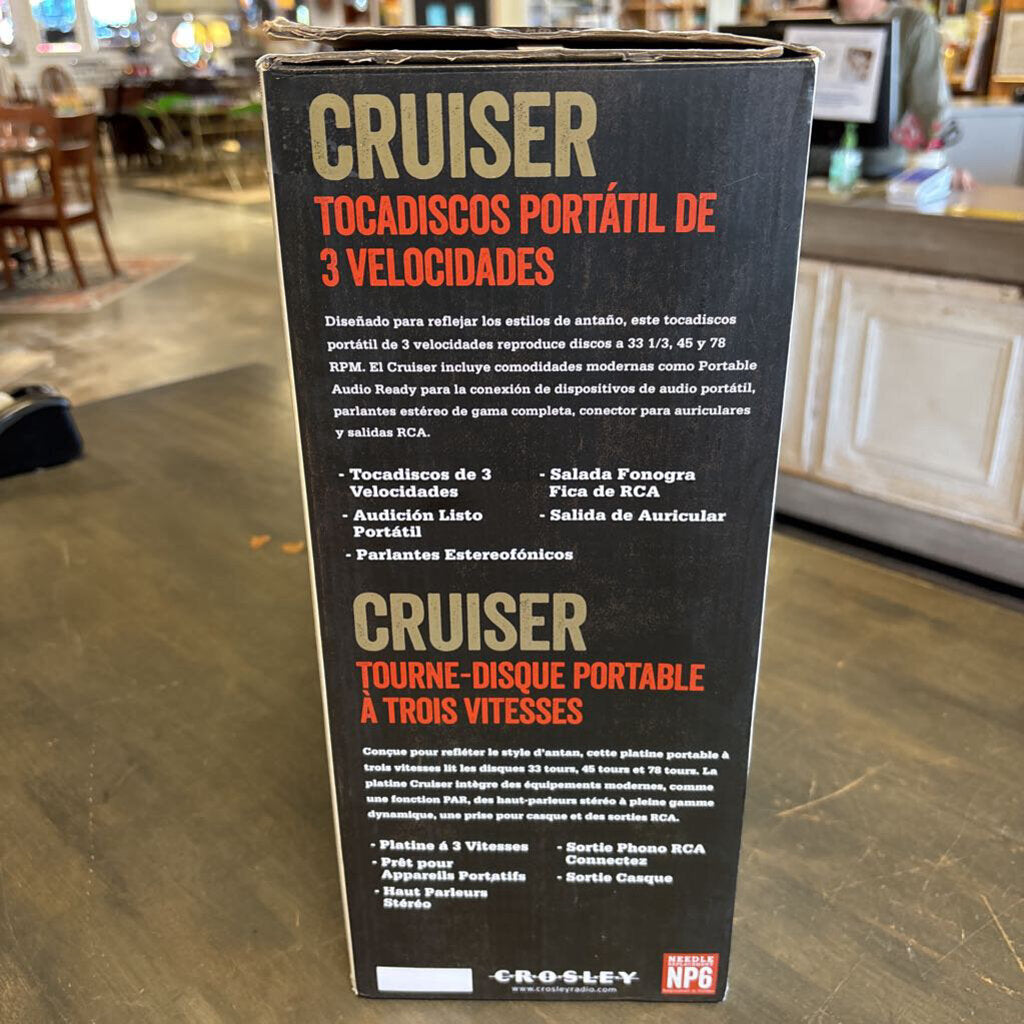 CRUISER
TOCADISCOS PORTÁTIL DE
3 VELOCIDADES
Diseñado para reflejar los estilos de antaño, este tocadiscos
portátil de 3 velocidades reproduce discos a 33 1/3, 45 y 78
RPM. El Cruiser incluye comodidades modernas como Portable
Audio Ready para la conexión de dispositivos de audio portátil,
parlantes estéreo de gama completa, conector para auriculares
y salidas RCA.
- Tocadiscos de 3
Velocidades
- Audición Listo
Portátil
- Parlantes Estereofónicos
- Salada Fonogra
Fica de RCA
- Salida de Auricular
CRUISER
TOURNE-DISQUE PORTABLE
À TROIS VITESSES
Conçue pour refléter le style d'antan, cette platine portable à
trois vitesses lit les disques 33 tours, 45 tours et 78 tours. La
platine Cruiser intègre des équipements modernes, comme
une fonction PAR, des haut-parleurs stéréo à pleine gamme
dynamique, une prise pour casque et des sorties RCA.
- Platine á 3 Vitesses
- Prêt pour
Appareils Portatifs
- Haut Parleurs
Stéréo
- Sortie Phono RCA
Connectez
- Sortie Casque
CROSLEY
www.crosleyradio.com
NEEDLE
REPLACEMENT
NP6